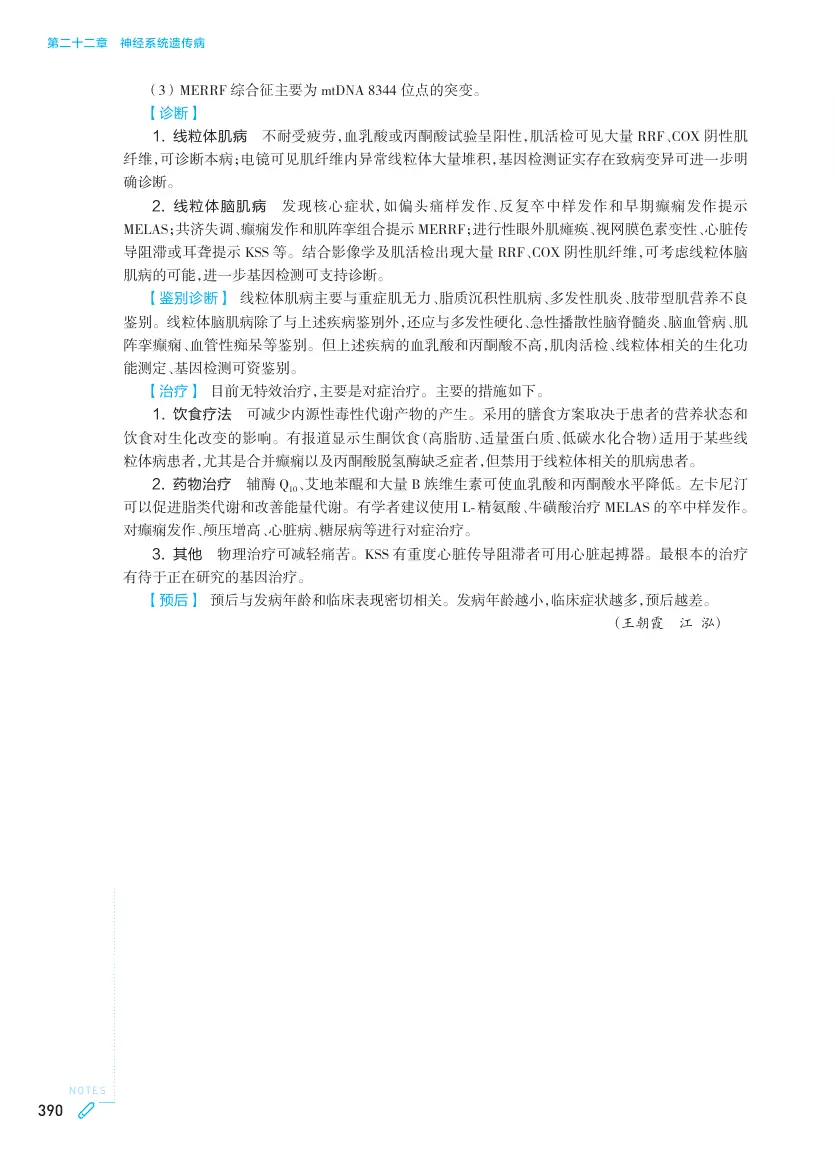 第二十二章 神经系统遗传病
（3）MERRF 综合征主要为 mtDNA 8344 位点的突变。
【诊断】
1. 线粒体肌病 不耐受疲劳，血乳酸或丙酮酸试验呈阳性，肌活检可见大量 RRF、COX 阴性肌
纤维，可诊断本病；电镜可见肌纤维内异常线粒体大量堆积，基因检测证实存在致病变异可进一步明
确诊断。
2. 线粒体脑肌病 发现核心症状，如偏头痛样发作、反复卒中样发作和早期癫痫发作提示
MELAS；共济失调、癫痫发作和肌阵挛组合提示 MERRF；进行性眼外肌瘫痪、视网膜色素变性、心脏传
导阻滞或耳聋提示 KSS 等。结合影像学及肌活检出现大量 RRF、COX 阴性肌纤维，可考虑线粒体脑
肌病的可能，进一步基因检测可支持诊断。
【鉴别诊断】 线粒体肌病主要与重症肌无力、脂质沉积性肌病、多发性肌炎、肢带型肌营养不良
鉴别。线粒体脑肌病除了与上述疾病鉴别外，还应与多发性硬化、急性播散性脑脊髓炎、脑血管病、肌
阵挛癫痫、血管性痴呆等鉴别。但上述疾病的血乳酸和丙酮酸不高，肌肉活检、线粒体相关的生化功
能测定、基因检测可资鉴别。
【治疗】 目前无特效治疗，主要是对症治疗。主要的措施如下。
1. 饮食疗法 可减少内源性毒性代谢产物的产生。采用的膳食方案取决于患者的营养状态和
饮食对生化改变的影响。有报道显示生酮饮食（高脂肪、适量蛋白质、低碳水化合物）适用于某些线
粒体病患者，尤其是合并癫痫以及丙酮酸脱氢酶缺乏症者，但禁用于线粒体相关的肌病患者。
2. 药物治疗 辅酶 Q₁₀、艾地苯醌和大量 B 族维生素可使血乳酸和丙酮酸水平降低。左卡尼汀
可以促进脂类代谢和改善能量代谢。有学者建议使用 L-精氨酸、牛磺酸治疗 MELAS 的卒中样发作。
对癫痫发作、颅压增高、心脏病、糖尿病等进行对症治疗。
3. 其他 物理治疗可减轻痛苦。KSS 有重度心脏传导阻滞者可用心脏起搏器。最根本的治疗
有待于正在研究的基因治疗。
【预后】 预后与发病年龄和临床表现密切相关。发病年龄越小，临床症状越多，预后越差。
（王朝霞 江 泓）
NOTES
390